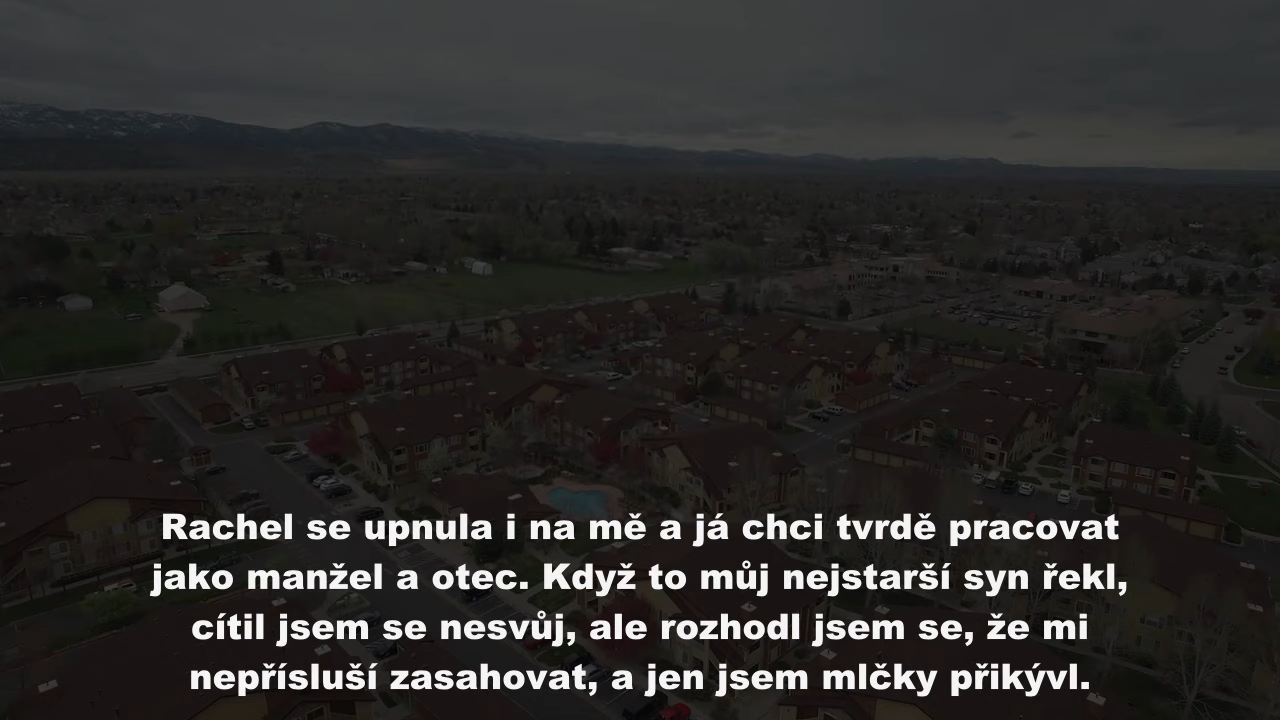 Rachel se upnula i na mě a já chci tvrdě pracovat
jako manžel a otec. Když to můj nejstarší syn řekl,
cítil jsem se nesvůj, ale rozhodl jsem se, že mi
nepřísluší zasahovat, a jen jsem mlčky přikývl.